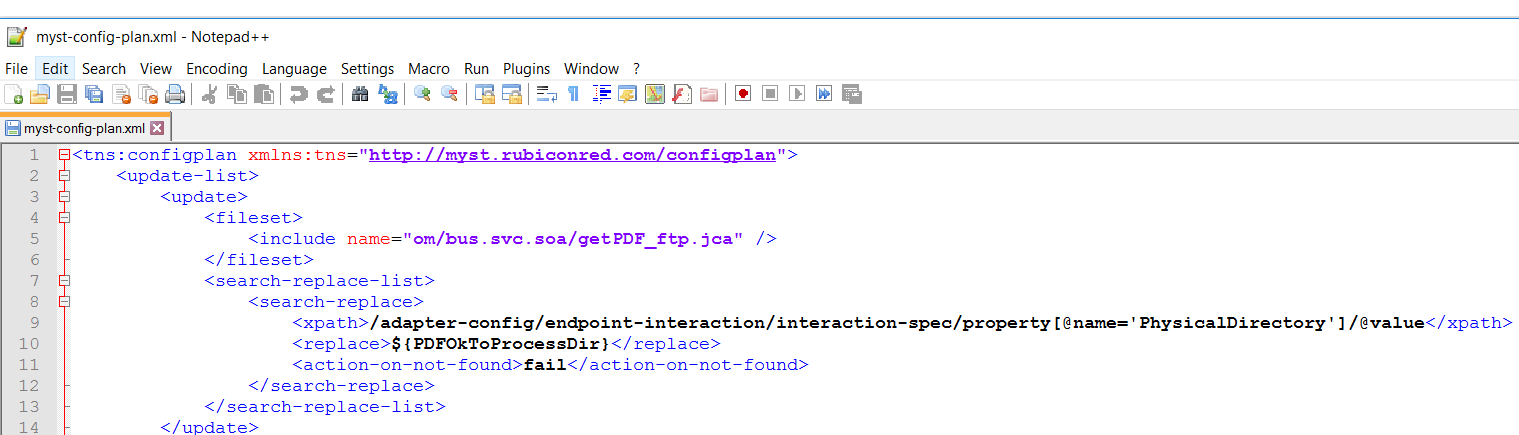 myst-config-plan.xml - Notepad++
File Edit Search View Encoding Language Settings Macro Run Plugins Window ?
myst-config-plan.xml
1 <tns:configplan xmlns:tns="http://myst.rubiconred.com/configplan">
2 <update-list>
3 <update>
4 <fileset>
5 <include name="om/bus.svc.soa/getPDF_ftp.jca" />
6 </fileset>
7 <search-replace-list>
8 <search-replace>
9 <xpath>/adapter-config/endpoint-interaction/interaction-spec/property[@name='PhysicalDirectory']/@value</xpath>
10 <replace>${PDFOkToProcessDir}</replace>
11 <action-on-not-found>fail</action-on-not-found>
12 </search-replace>
13 </search-replace-list>
14 </update>